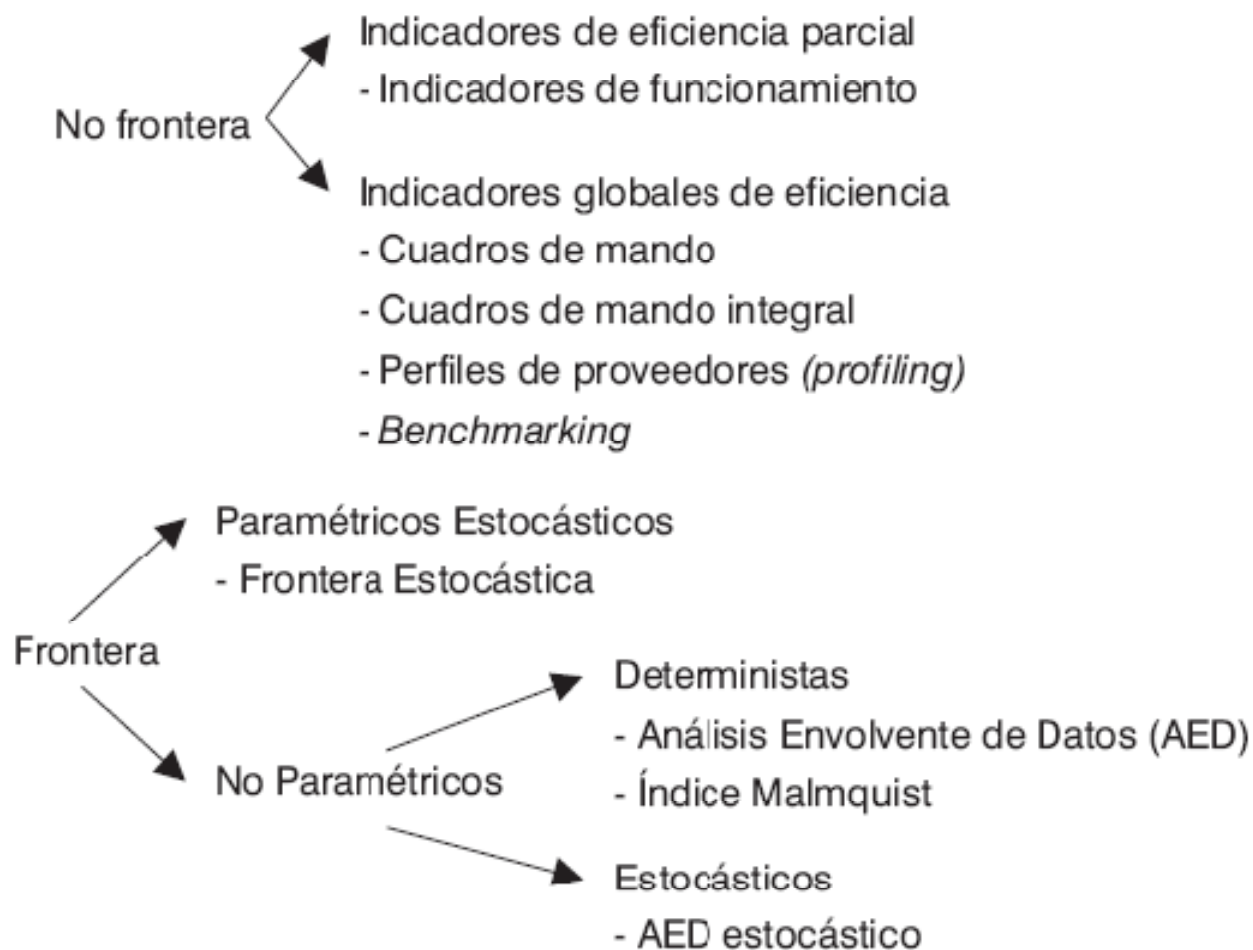 Indicadores de eficiencia parcial
- Indicadores de funcionamiento
No frontera
Indicadores globales de eficiencia
- Cuadros de mando
- Cuadros de mando integral
- Perfiles de proveedores (profiling)
- Benchmarking
Paramétricos Estocásticos
- Frontera Estocástica
Frontera
Deterministas
- Análisis Envolvente de Datos (AED)
No Paramétricos
- Índice Malmquist
Estocásticos
- AED estocástico